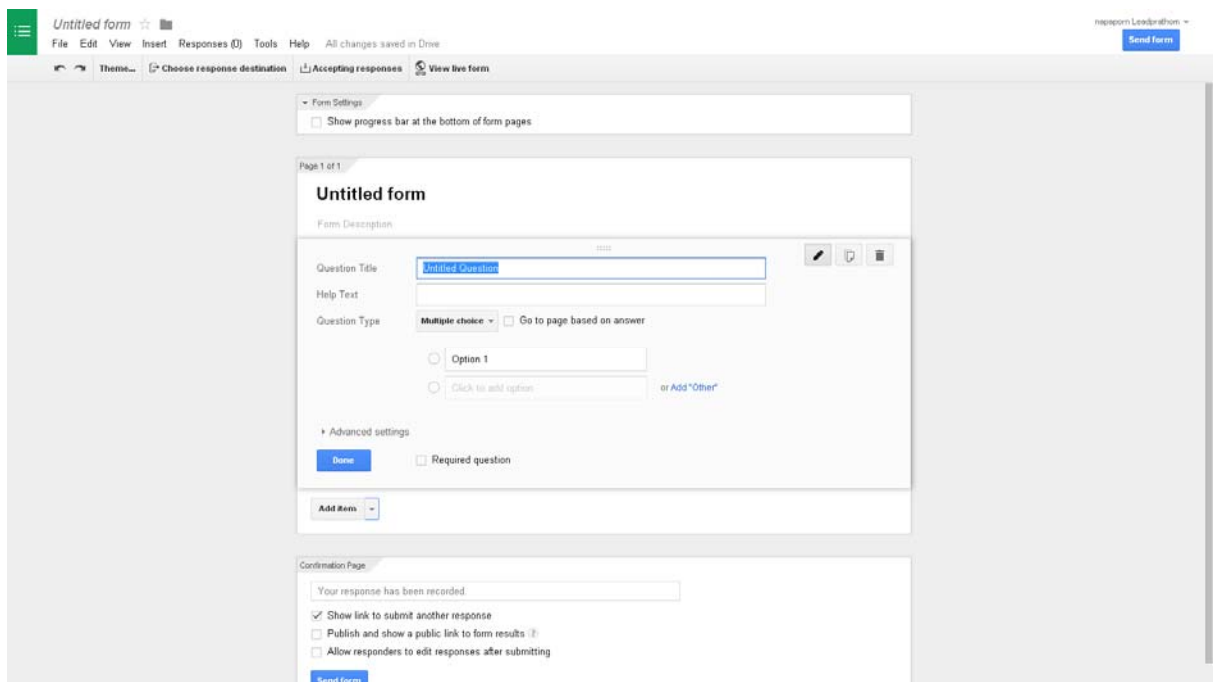 Untitled form
napaporn Leadprathom
File Edit View Insert Responses (0) Tools Help All changes saved in Drive
Send form
Theme... Choose response destination Accepting responses View live form
Form Settings
Show progress bar at the bottom of form pages
Page 1 of 1
Untitled form
Form Description
Question Title Untitled Question
Help Text
Question Type Multiple choice Go to page based on answer
Option 1
Click to add option or Add "Other"
Advanced settings
Done Required question
Add item
Confirmation Page
Your response has been recorded.
Show link to submit another response
Publish and show a public link to form results ?
Allow responders to edit responses after submitting
Send form